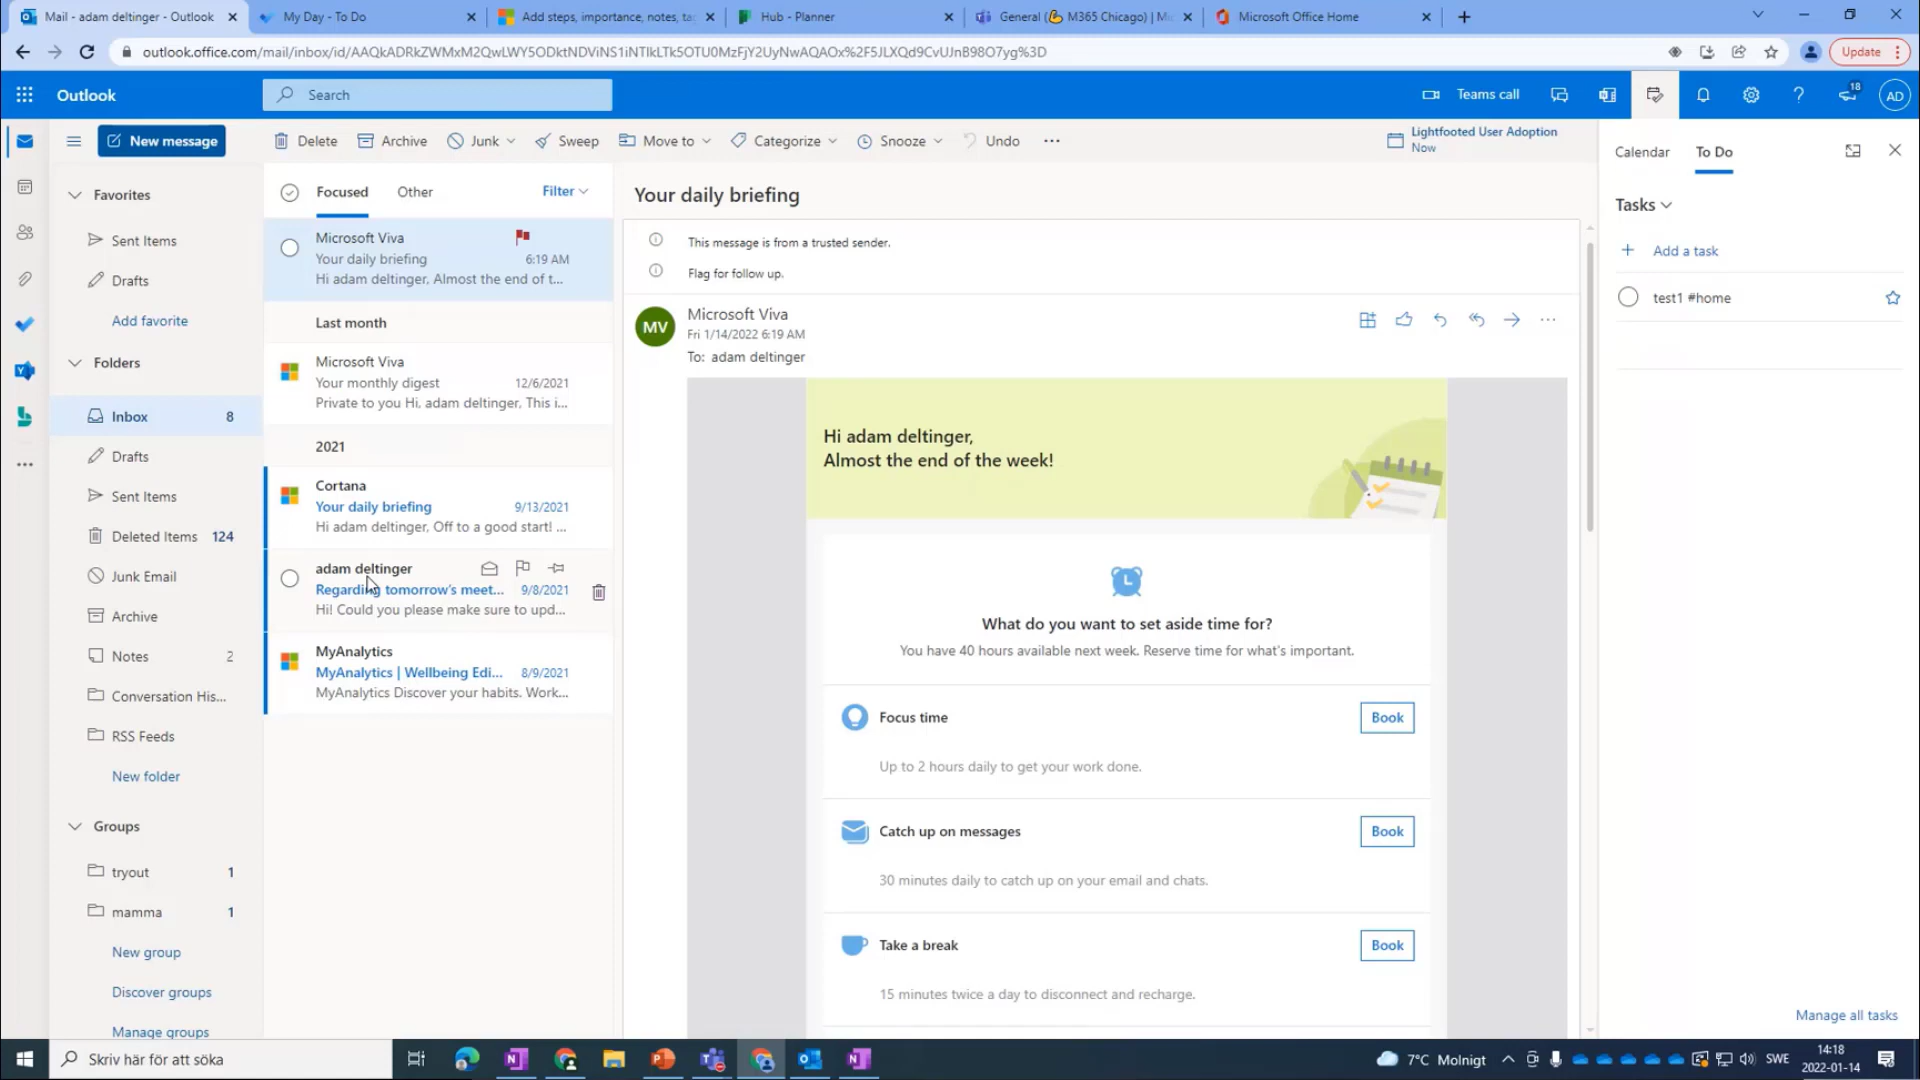 Mail - adam deltinger - Outlook
My Day - To Do
Add steps, importance, notes, ta
Hub - Planner
General (💪 M365 Chicago) | Mi
Microsoft Office Home
outlook.office.com/mail/inbox/id/AAQkADRkZWMxM2QwLWY5ODktNDViNS1iNTlkLTk5OTU0MzFjY2UyNwAQAOx%2F5JLXQd9CvUJnB98O7yg%3D
Update
Outlook
Search
Teams call
18
AD
New message
Delete
Archive
Junk
Sweep
Move to
Categorize
Snooze
Undo
Lightfooted User Adoption
Now
Calendar
To Do
Favorites
Sent Items
Drafts
Add favorite
Folders
Inbox 8
Drafts
Sent Items
Deleted Items 124
Junk Email
Archive
Notes 2
Conversation His...
RSS Feeds
New folder
Groups
tryout 1
mamma 1
New group
Discover groups
Manage groups
Focused
Other
Filter
Microsoft Viva
Your daily briefing 6:19 AM
Hi adam deltinger, Almost the end of t...
Last month
Microsoft Viva
Your monthly digest 12/6/2021
Private to you Hi, adam deltinger, This i...
2021
Cortana
Your daily briefing 9/13/2021
Hi adam deltinger, Off to a good start! ...
adam deltinger
Regarding tomorrow's meet... 9/8/2021
Hi! Could you please make sure to upd...
MyAnalytics
MyAnalytics | Wellbeing Edi... 8/9/2021
MyAnalytics Discover your habits. Work...
Your daily briefing
This message is from a trusted sender.
Flag for follow up.
MV
Microsoft Viva
Fri 1/14/2022 6:19 AM
To: adam deltinger
Hi adam deltinger,
Almost the end of the week!
What do you want to set aside time for?
You have 40 hours available next week. Reserve time for what's important.
Focus time
Book
Up to 2 hours daily to get your work done.
Catch up on messages
Book
30 minutes daily to catch up on your email and chats.
Take a break
Book
15 minutes twice a day to disconnect and recharge.
Tasks
Add a task
test1 #home
Manage all tasks
Skriv här för att söka
7°C Molnigt
SWE
14:18
2022-01-14